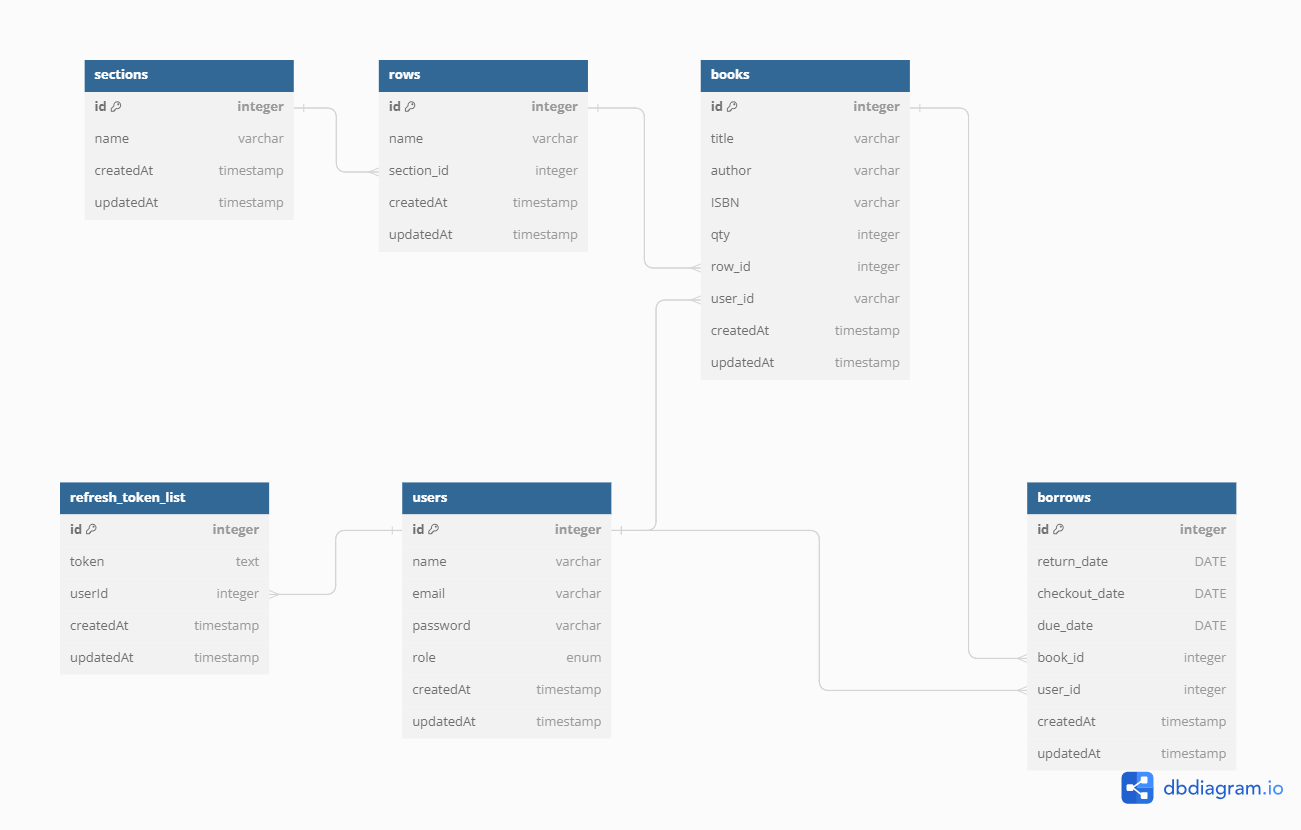 sections
id integer
name varchar
createdAt timestamp
updatedAt timestamp
rows
id integer
name varchar
section_id integer
createdAt timestamp
updatedAt timestamp
books
id integer
title varchar
author varchar
ISBN varchar
qty integer
row_id integer
user_id varchar
createdAt timestamp
updatedAt timestamp
refresh_token_list
id integer
token text
userId integer
createdAt timestamp
updatedAt timestamp
users
id integer
name varchar
email varchar
password varchar
role enum
createdAt timestamp
updatedAt timestamp
borrows
id integer
return_date DATE
checkout_date DATE
due_date DATE
book_id integer
user_id integer
createdAt timestamp
updatedAt timestamp
dbdiagram.io